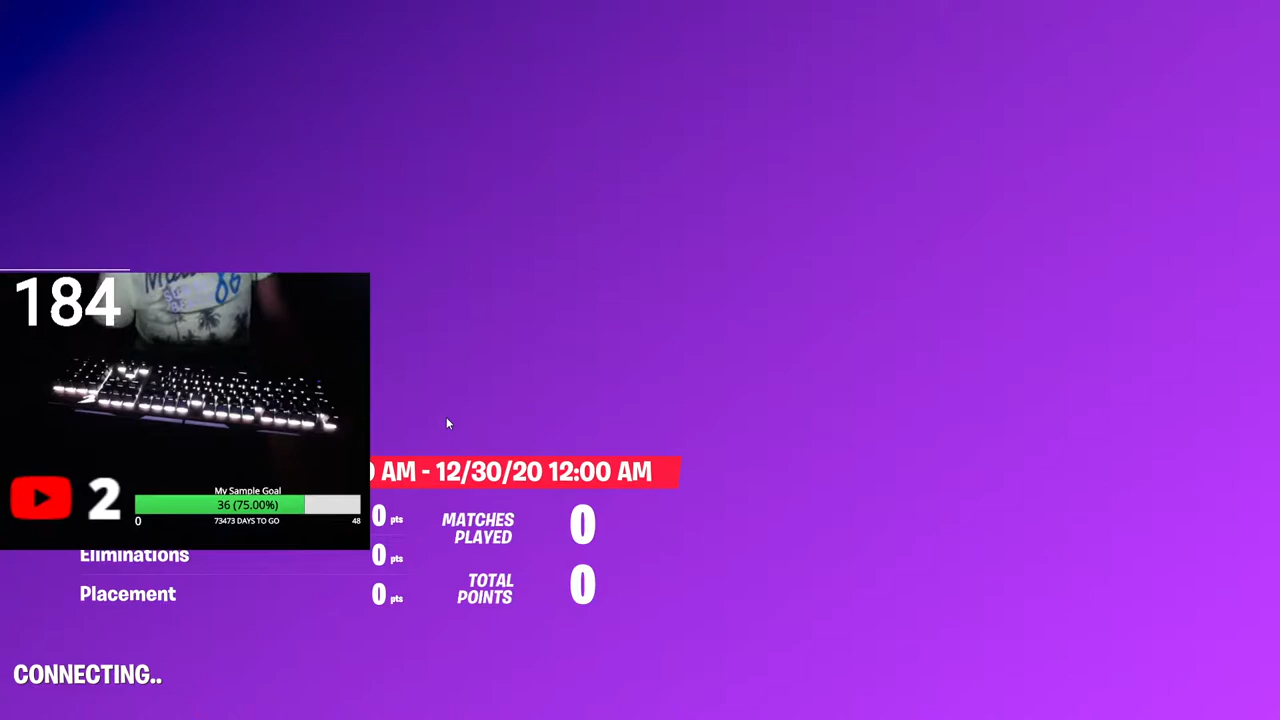 184
86
2
My Sample Goal
36 (75.00%)
0
73473 DAYS TO GO
48
AM - 12/30/20 12:00 AM
0 pts
Eliminations
0 pts
Placement
0 pts
MATCHES
PLAYED
0
TOTAL
POINTS
0
CONNECTING..